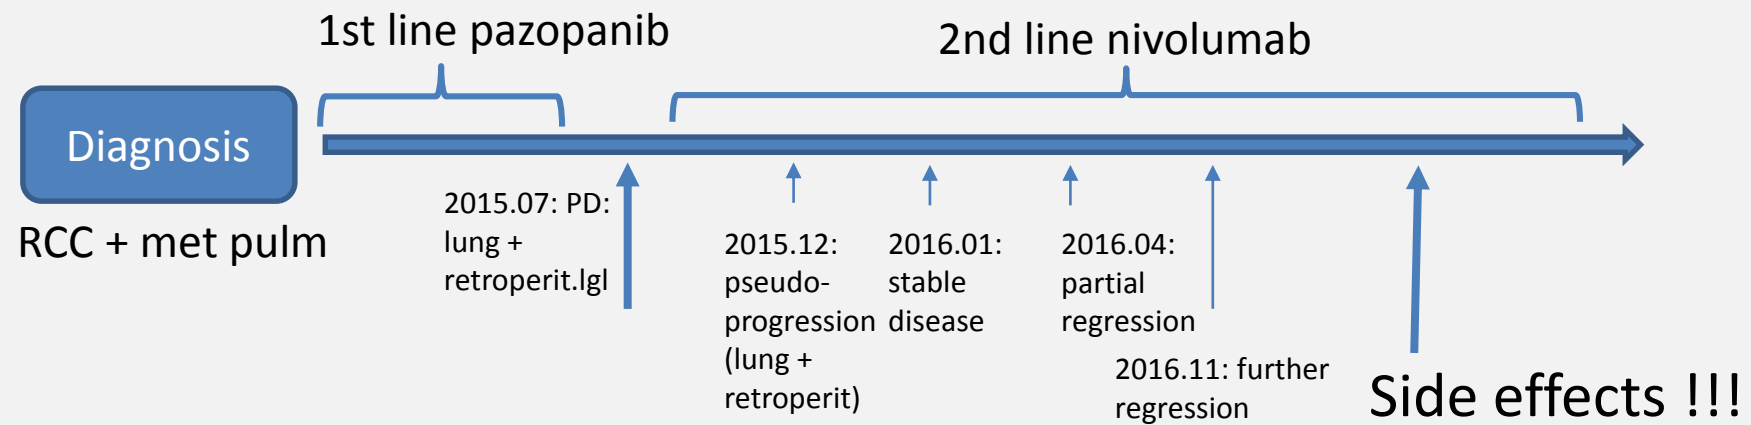 1st line pazopanib
2nd line nivolumab
Diagnosis
RCC + met pulm
2015.07: PD:
lung +
retroperit.lgl
2015.12:
pseudo-
progression
(lung +
retroperit)
2016.01:
stable
disease
2016.04:
partial
regression
2016.11: further
regression
Side effects !!!